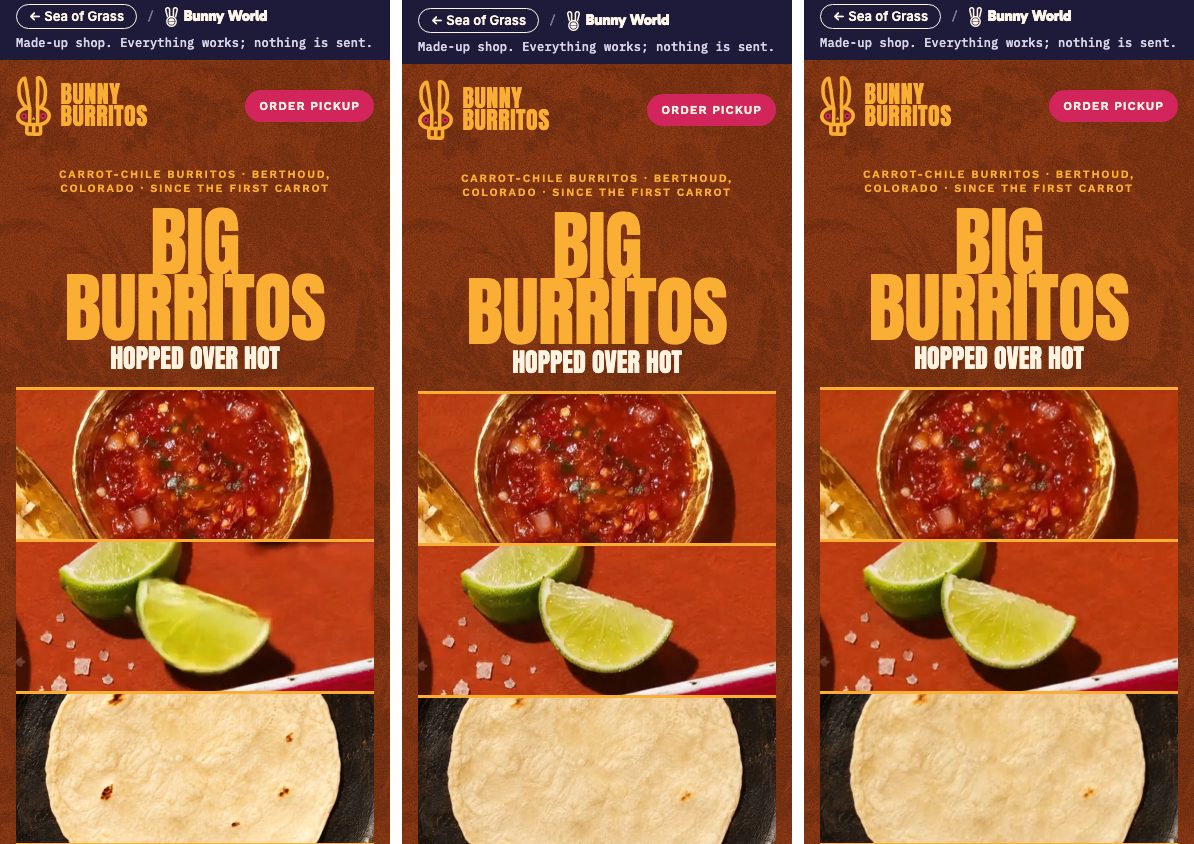 ← Sea of Grass / Bunny World
Made-up shop. Everything works; nothing is sent.
BUNNY
BURRITOS
ORDER PICKUP
CARROT-CHILE BURRITOS · BERTHOUD,
COLORADO · SINCE THE FIRST CARROT
BIG
BURRITOS
HOPPED OVER HOT
← Sea of Grass / Bunny World
Made-up shop. Everything works; nothing is sent.
BUNNY
BURRITOS
ORDER PICKUP
CARROT-CHILE BURRITOS · BERTHOUD,
COLORADO · SINCE THE FIRST CARROT
BIG
BURRITOS
HOPPED OVER HOT
← Sea of Grass / Bunny World
Made-up shop. Everything works; nothing is sent.
BUNNY
BURRITOS
ORDER PICKUP
CARROT-CHILE BURRITOS · BERTHOUD,
COLORADO · SINCE THE FIRST CARROT
BIG
BURRITOS
HOPPED OVER HOT